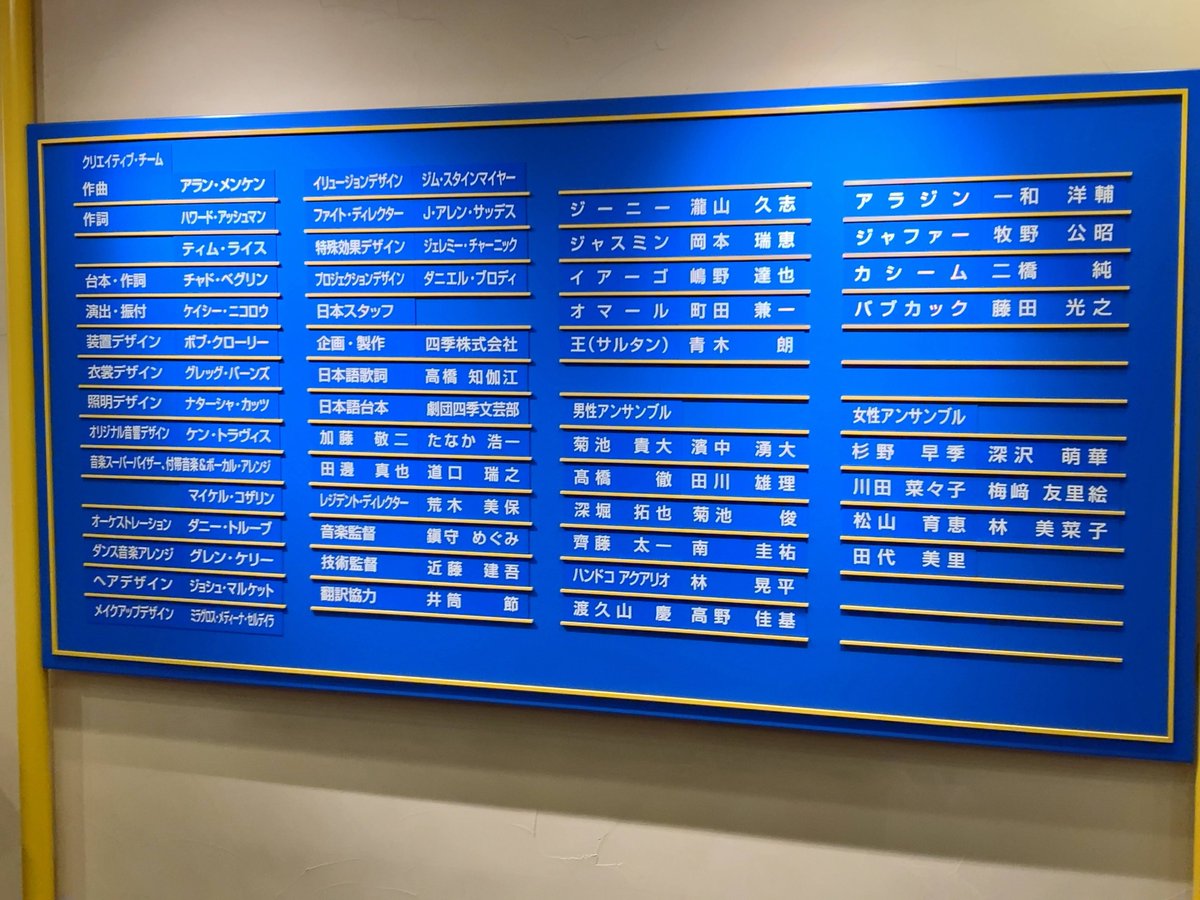 クリエイティブ・チーム
作曲 アラン・メンケン
作詞 ハワード・アッシュマン
ティム・ライス
台本・作詞 チャド・ベグリン
演出・振付 ケイシー・ニコロウ
装置デザイン ボブ・クローリー
衣裳デザイン グレッグ・バーンズ
照明デザイン ナターシャ・カッツ
オリジナル音響デザイン ケン・トラヴィス
音楽スーパーバイザー、付帯音楽&ボーカル・アレンジ
マイケル・コザリン
オーケストレーション ダニー・トルーブ
ダンス音楽アレンジ グレン・ケリー
ヘアデザイン ジョシュ・マルケット
メイクアップデザイン ミラグロス・メディーナ・セルデイラ
イリュージョンデザイン ジム・スタインマイヤー
ファイト・ディレクター J・アレン・サッデス
特殊効果デザイン ジェレミー・チャーニック
プロジェクションデザイン ダニエル・ブロディ
日本スタッフ
企画・製作 四季株式会社
日本語歌詞 高橋 知伽江
日本語台本 劇団四季文芸部
加藤 敬二 たなか 浩一
田邊 真也 道口 瑞之
レジデント・ディレクター 荒木 美保
音楽監督 鎮守 めぐみ
技術監督 近藤 建吾
翻訳協力 井筒 節
ジーニー 瀧山 久志
ジャスミン 岡本 瑞恵
イアーゴ 嶋野 達也
オマール 町田 兼一
王(サルタン) 青木 朗
男性アンサンブル
菊池 貴大 濱中 湧大
髙橋 徹 田川 雄理
深堀 拓也 菊池 俊
齊藤 太一 南 圭祐
ハンドコ アクアリオ 林 晃平
渡久山 慶 高野 佳基
アラジン 一和 洋輔
ジャファー 牧野 公昭
カシーム 二橋 純
バブカック 藤田 光之
女性アンサンブル
杉野 早季 深沢 萌華
川田 菜々子 梅﨑 友里絵
松山 育恵 林 美菜子
田代 美里